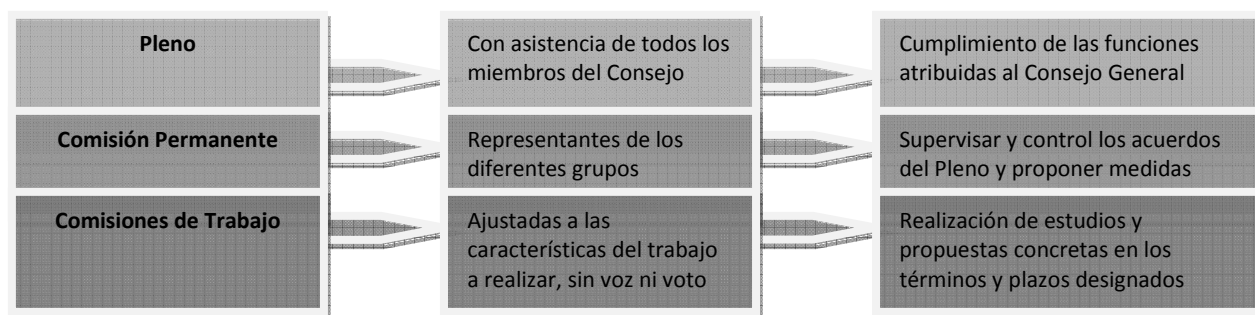 Pleno
Con asistencia de todos los
miembros del Consejo
Cumplimiento de las funciones
atribuidas al Consejo General
Comisión Permanente
Representantes de los
diferentes grupos
Supervisar y control los acuerdos
del Pleno y proponer medidas
Comisiones de Trabajo
Ajustadas a las
características del trabajo
a realizar, sin voz ni voto
Realización de estudios y
propuestas concretas en los
términos y plazos designados